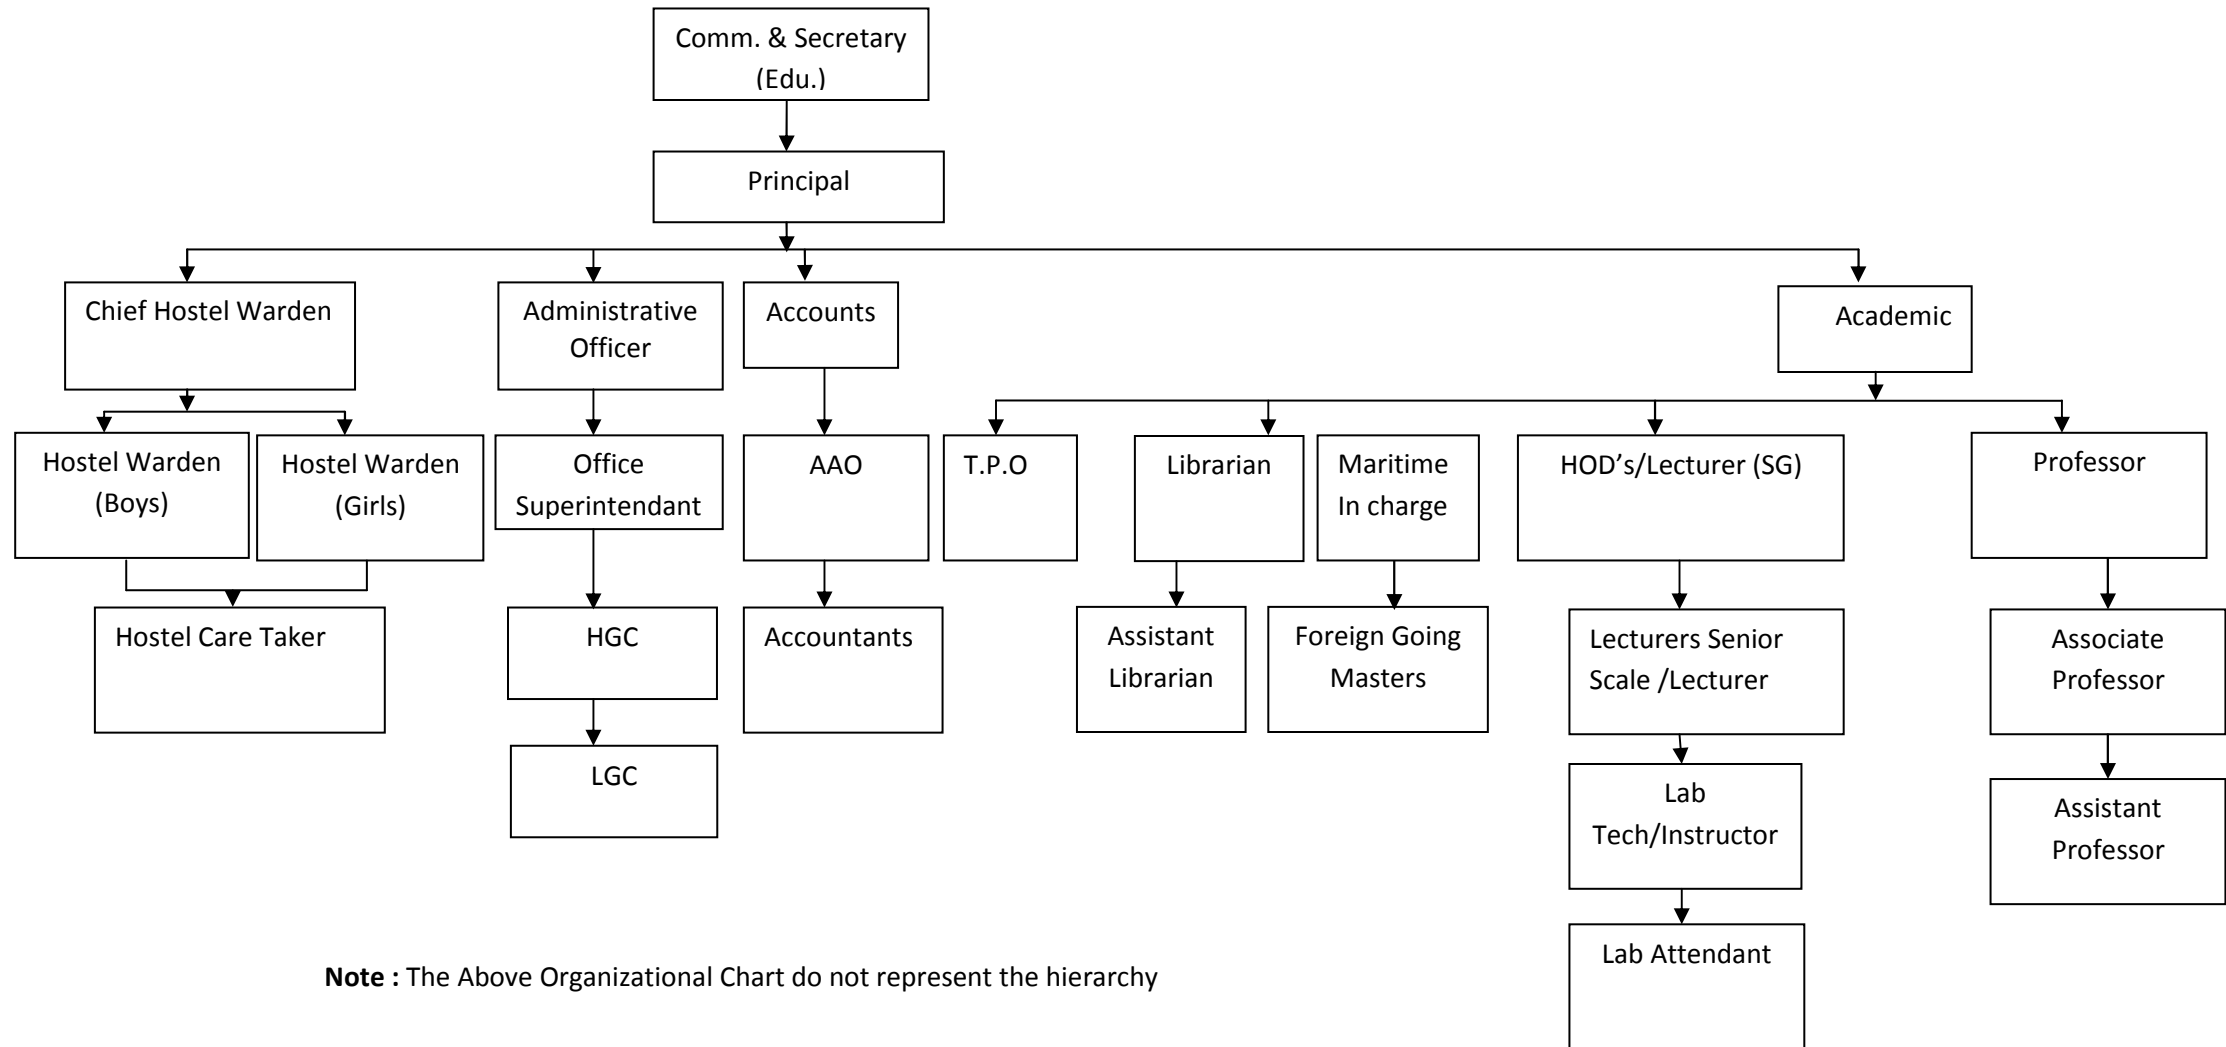 Comm. & Secretary
(Edu.)
Principal
Chief Hostel Warden
Administrative
Officer
Accounts
Academic
Hostel Warden
(Boys)
Hostel Warden
(Girls)
Office
Superintendant
AAO
T.P.O
Librarian
Maritime
In charge
HOD’s/Lecturer (SG)
Professor
Hostel Care Taker
HGC
Accountants
Assistant
Librarian
Foreign Going
Masters
Lecturers Senior
Scale /Lecturer
Associate
Professor
LGC
Lab
Tech/Instructor
Assistant
Professor
Lab Attendant
Note : The Above Organizational Chart do not represent the hierarchy